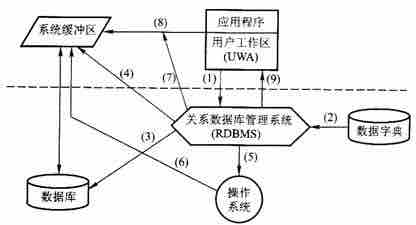 系统缓冲区
(8)
应用程序
用户工作区
(UWA)
(4)
(7)
(1)
(9)
关系数据库管理系统
(RDBMS)
(2)
数据字典
(3)
(6)
(5)
数据库
操作
系统